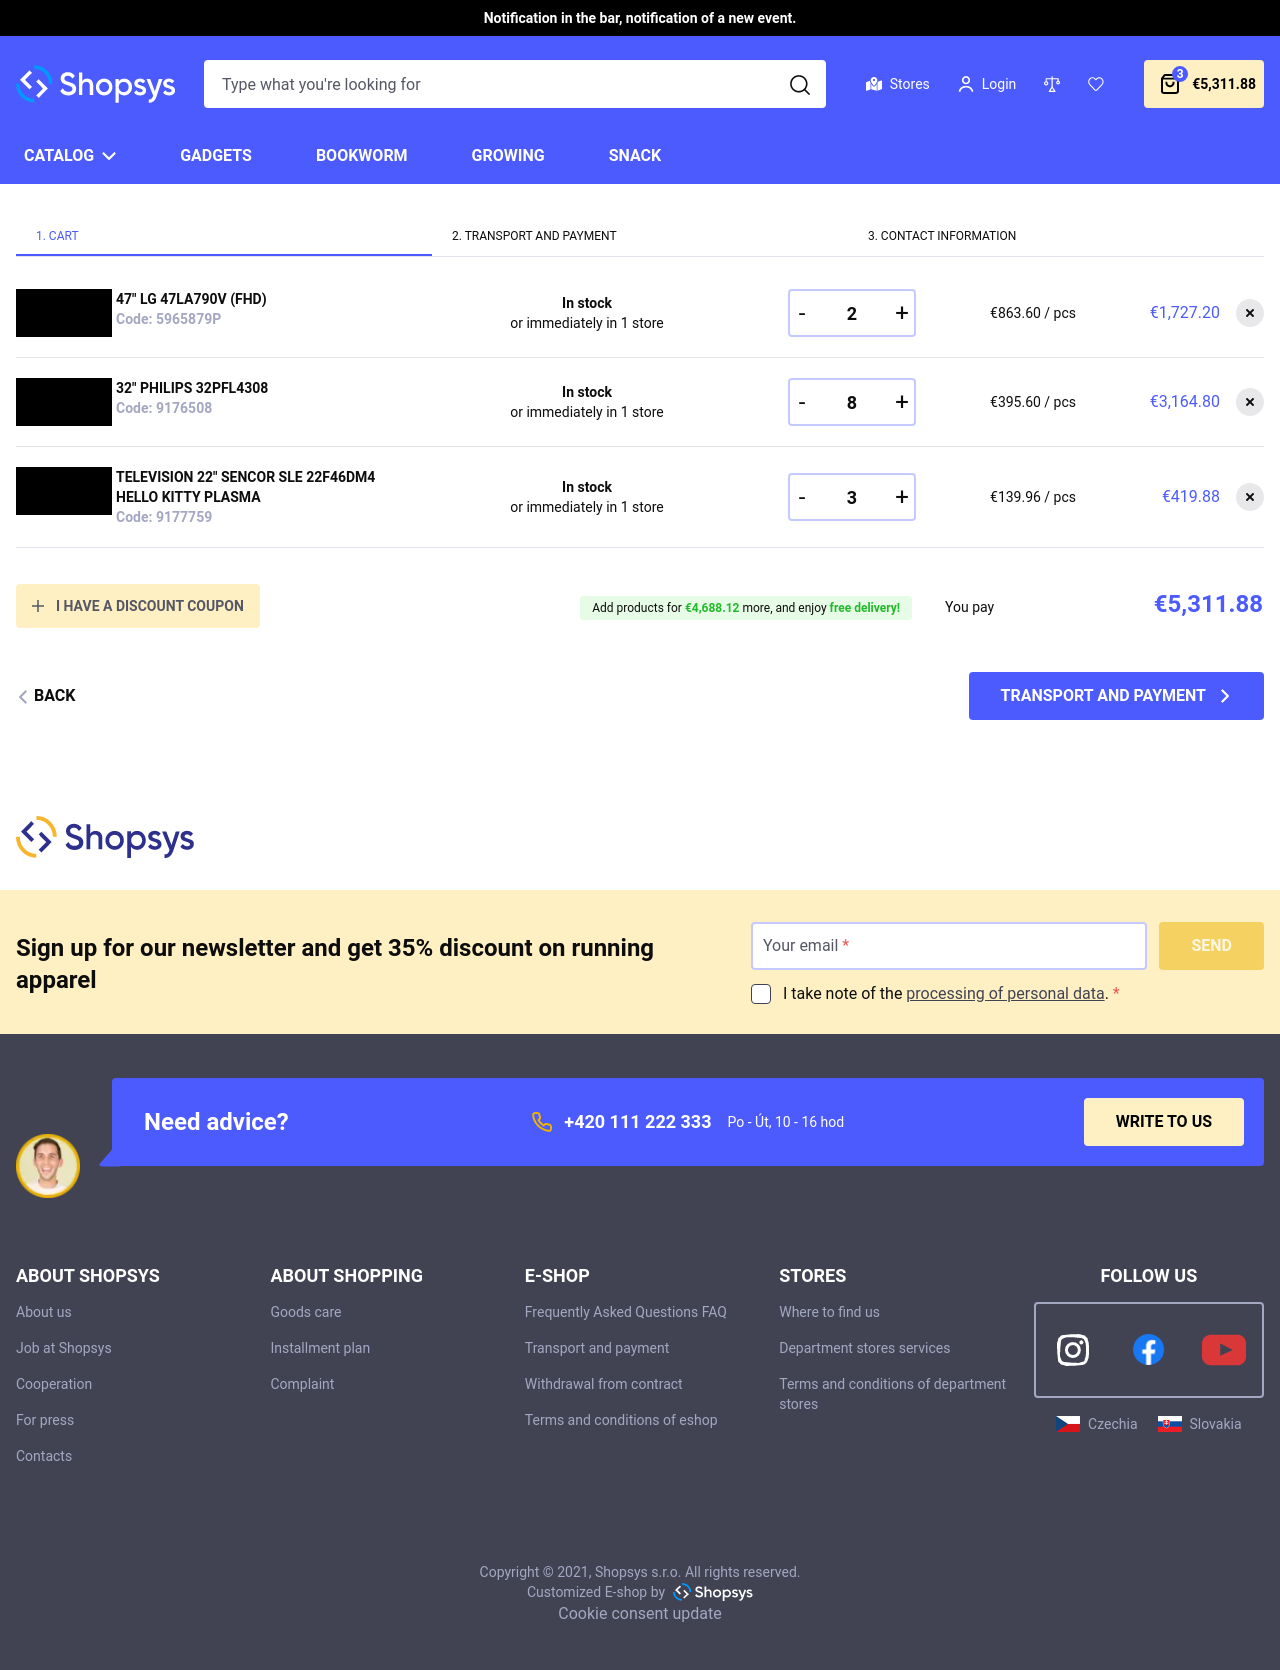 Notification in the bar, notification of a new event.
Shopsys
Type what you're looking for
Stores
Login
3
€5,311.88
CATALOG
GADGETS
BOOKWORM
GROWING
SNACK
1. CART
2. TRANSPORT AND PAYMENT
3. CONTACT INFORMATION
47" LG 47LA790V (FHD)
Code: 5965879P
In stock
or immediately in 1 store
- 2 +
€863.60 / pcs
€1,727.20
32" PHILIPS 32PFL4308
Code: 9176508
In stock
or immediately in 1 store
- 8 +
€395.60 / pcs
€3,164.80
TELEVISION 22" SENCOR SLE 22F46DM4
HELLO KITTY PLASMA
Code: 9177759
In stock
or immediately in 1 store
- 3 +
€139.96 / pcs
€419.88
I HAVE A DISCOUNT COUPON
Add products for €4,688.12 more, and enjoy free delivery!
You pay
€5,311.88
BACK
TRANSPORT AND PAYMENT
Shopsys
Sign up for our newsletter and get 35% discount on running
apparel
Your email *
SEND
I take note of the processing of personal data. *
Need advice?
+420 111 222 333
Po - Út, 10 - 16 hod
WRITE TO US
ABOUT SHOPSYS
About us
Job at Shopsys
Cooperation
For press
Contacts
ABOUT SHOPPING
Goods care
Installment plan
Complaint
E-SHOP
Frequently Asked Questions FAQ
Transport and payment
Withdrawal from contract
Terms and conditions of eshop
STORES
Where to find us
Department stores services
Terms and conditions of department
stores
FOLLOW US
Czechia
Slovakia
Copyright © 2021, Shopsys s.r.o. All rights reserved.
Customized E-shop by Shopsys
Cookie consent update